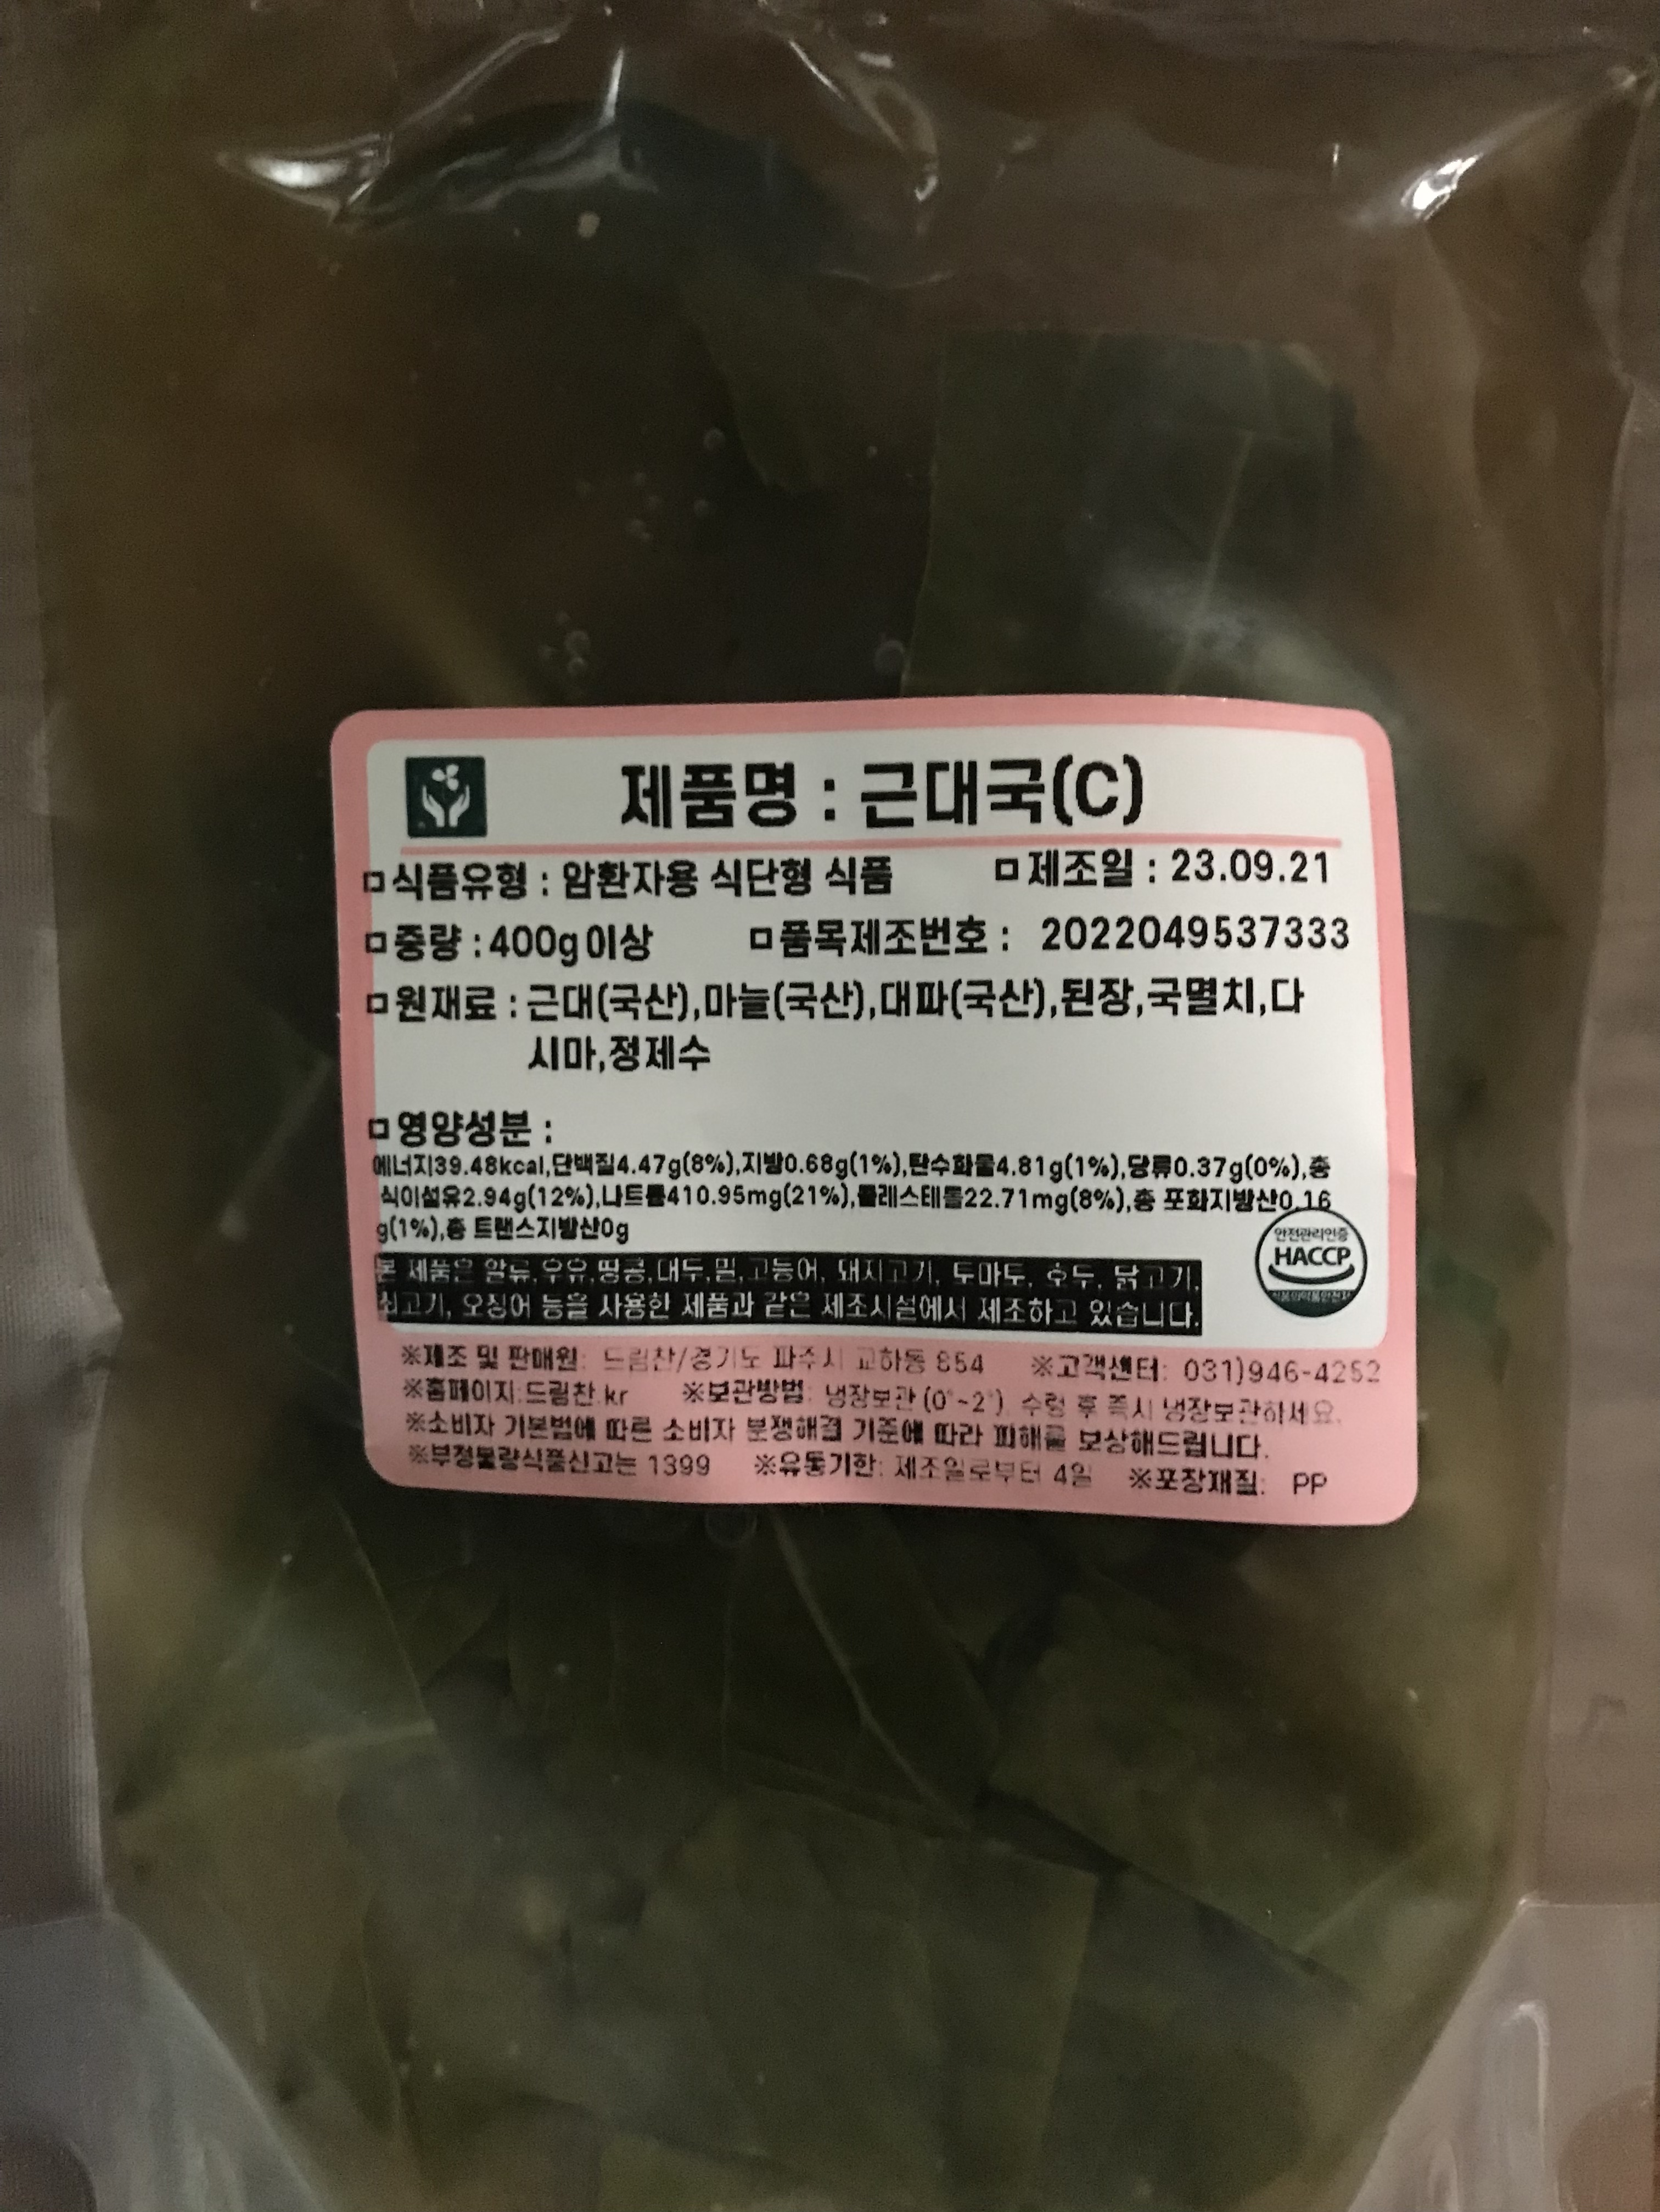 제품명 : 근대국(C)
ㅁ식품유형 : 암환자용 식단형 식품 ㅁ제조일 : 23.09.21
ㅁ중량 : 400g이상 ㅁ품목제조번호 : 2022049537333
ㅁ원재료 : 근대(국산),마늘(국산),대파(국산),된장,국멸치,다
시마,정제수
ㅁ영양성분 :
에너지39.48kcal,단백질4.47g(8%),지방0.68g(1%),탄수화물4.81g(1%),당류0.37g(0%),총
식이섬유2.94g(12%),나트륨410.95mg(21%),콜레스테롤22.71mg(8%),총 포화지방산0.16
g(1%),총 트랜스지방산0g
안전관리인증
HACCP
식품의약품안전처
본 제품은 알류,우유,땅콩,대두,밀,고등어, 돼지고기, 토마토, 호두, 닭고기,
쇠고기, 오징어 등을 사용한 제품과 같은 제조시설에서 제조하고 있습니다.
※제조 및 판매원: 드림찬/경기도 파주시 교하동 854 ※고객센터: 031)946-4252
※홈페이지:드림찬.kr ※보관방법: 냉장보관(0°~2°) 수령 후 즉시 냉장보관하세요.
※소비자 기본법에 따른 소비자 분쟁해결 기준에 따라 피해를 보상해드립니다.
※부정불량식품신고는 1399 ※유통기한: 제조일로부터 4일 ※포장재질: PP